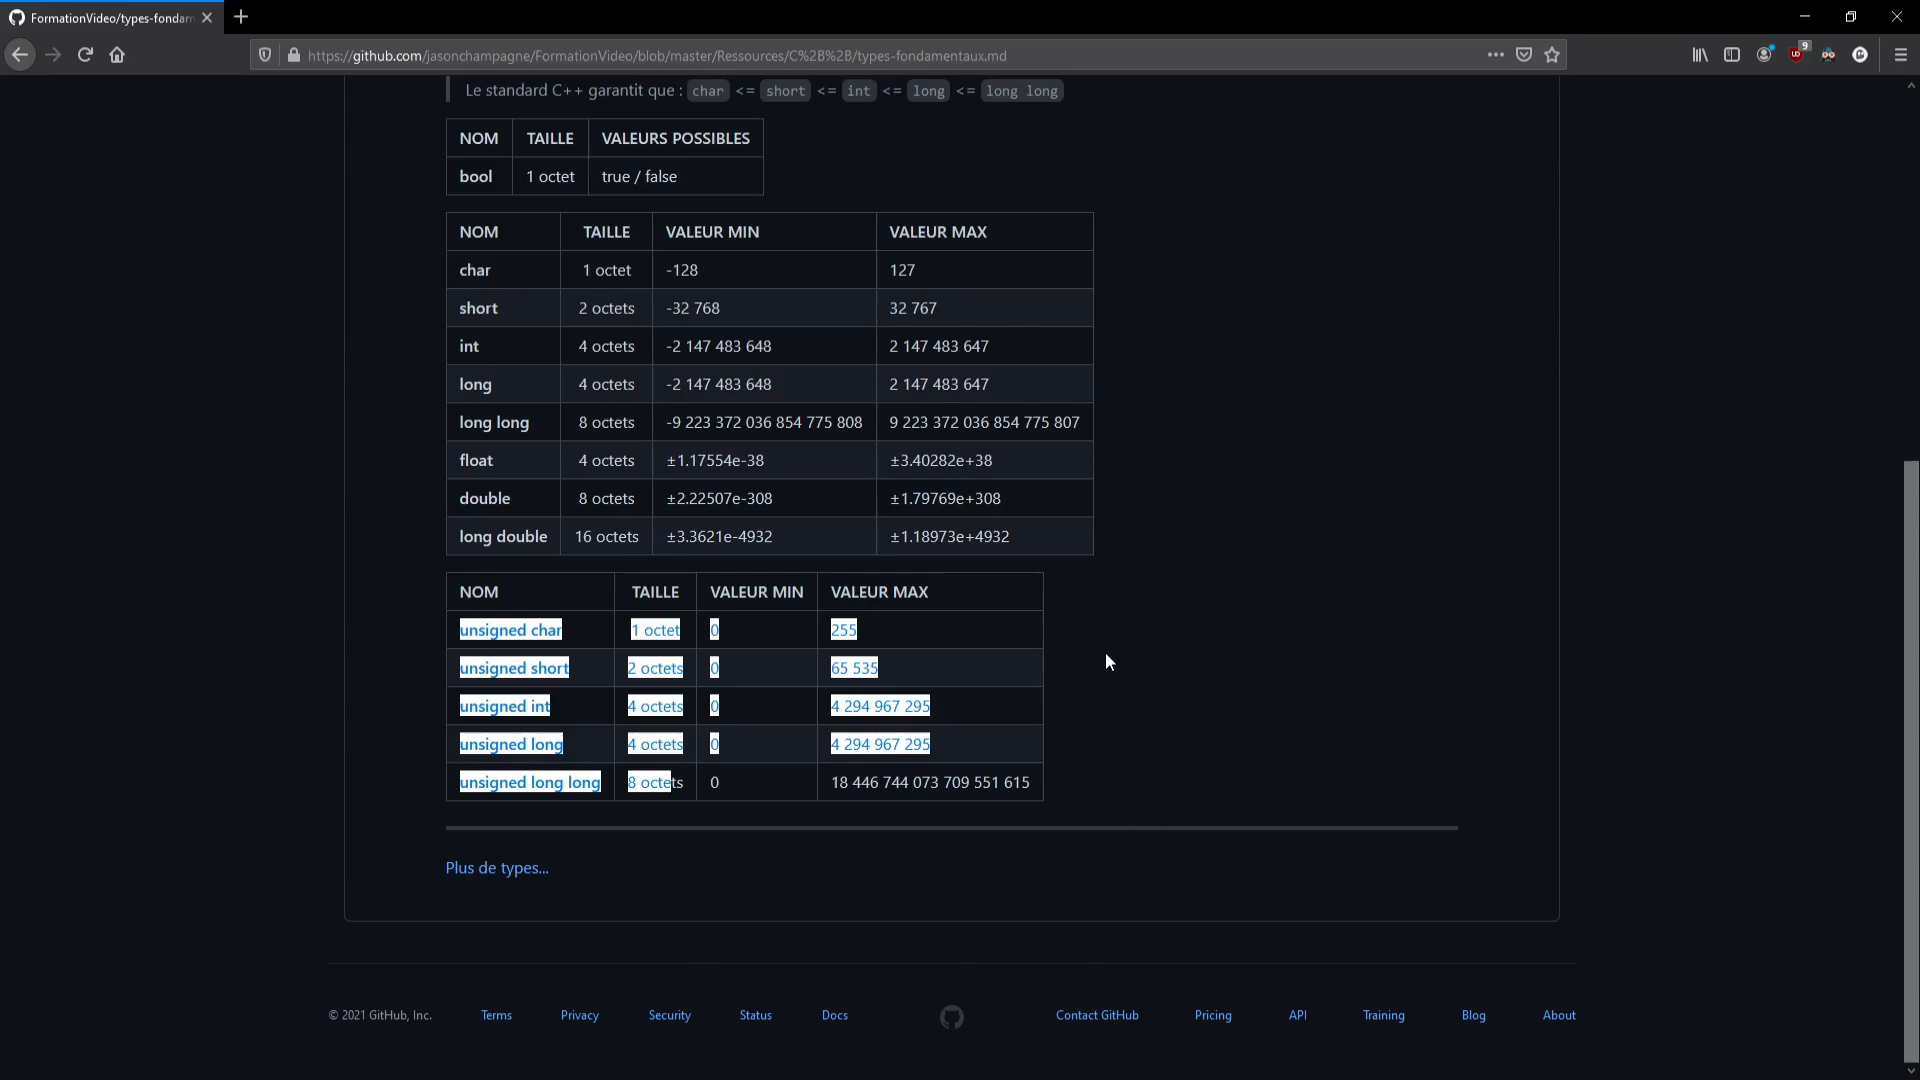 FormationVideo/types-fondam
https://github.com/jasonchampagne/FormationVideo/blob/master/Ressources/C%2B%2B/types-fondamentaux.md
9
Le standard C++ garantit que : char <= short <= int <= long <= long long
NOM TAILLE VALEURS POSSIBLES
bool 1 octet true / false
NOM TAILLE VALEUR MIN VALEUR MAX
char 1 octet -128 127
short 2 octets -32 768 32 767
int 4 octets -2 147 483 648 2 147 483 647
long 4 octets -2 147 483 648 2 147 483 647
long long 8 octets -9 223 372 036 854 775 808 9 223 372 036 854 775 807
float 4 octets ±1.17554e-38 ±3.40282e+38
double 8 octets ±2.22507e-308 ±1.79769e+308
long double 16 octets ±3.3621e-4932 ±1.18973e+4932
NOM TAILLE VALEUR MIN VALEUR MAX
unsigned char 1 octet 0 255
unsigned short 2 octets 0 65 535
unsigned int 4 octets 0 4 294 967 295
unsigned long 4 octets 0 4 294 967 295
unsigned long long 8 octets 0 18 446 744 073 709 551 615
Plus de types...
© 2021 GitHub, Inc. Terms Privacy Security Status Docs Contact GitHub Pricing API Training Blog About